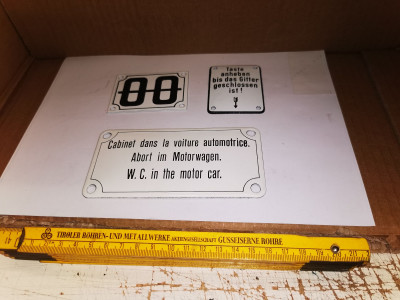 00
Taste
anheben
bis das Gitter
geschlossen
ist!
Cabinet dans la voiture automotrice.
Abort im Motorwagen.
W. C. in the motor car.
TIROLER RÖHREN- UND METALLWERKE AKTIENGESELLSCHAFT GUSSEISERNE ROHRE